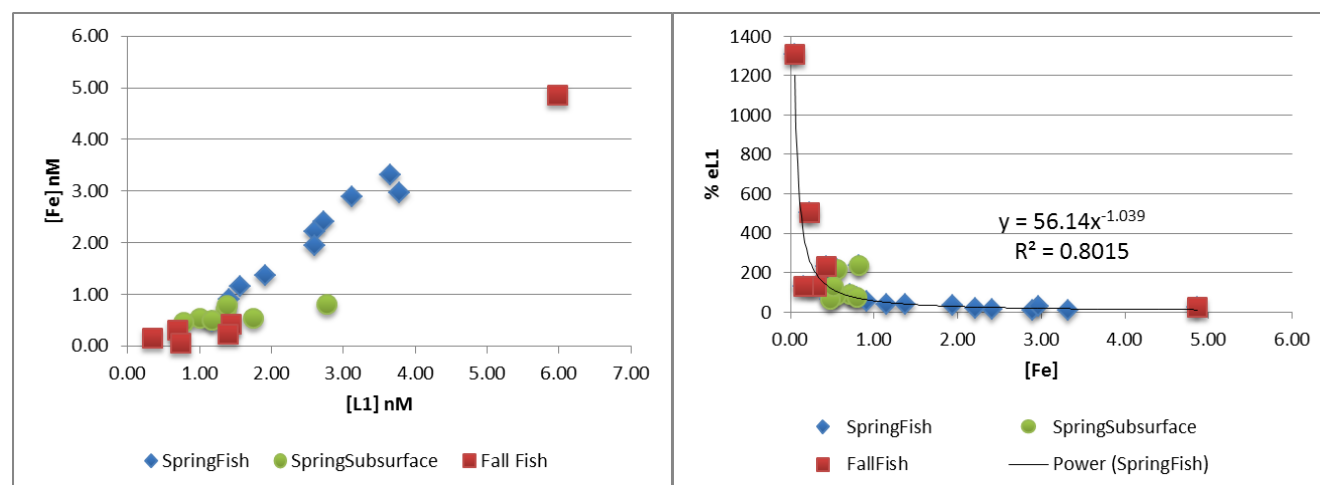 6.00
5.00
4.00
3.00
2.00
1.00
0.00
[Fe] nM
0.00 1.00 2.00 3.00 4.00 5.00 6.00 7.00
[L1] nM
SpringFish SpringSubsurface Fall Fish
1400
1200
1000
800
600
400
200
0
% eL1
y = 56.14x^-1.039
R² = 0.8015
0.00 1.00 2.00 3.00 4.00 5.00 6.00
[Fe]
SpringFish SpringSubsurface
FallFish Power (SpringFish)